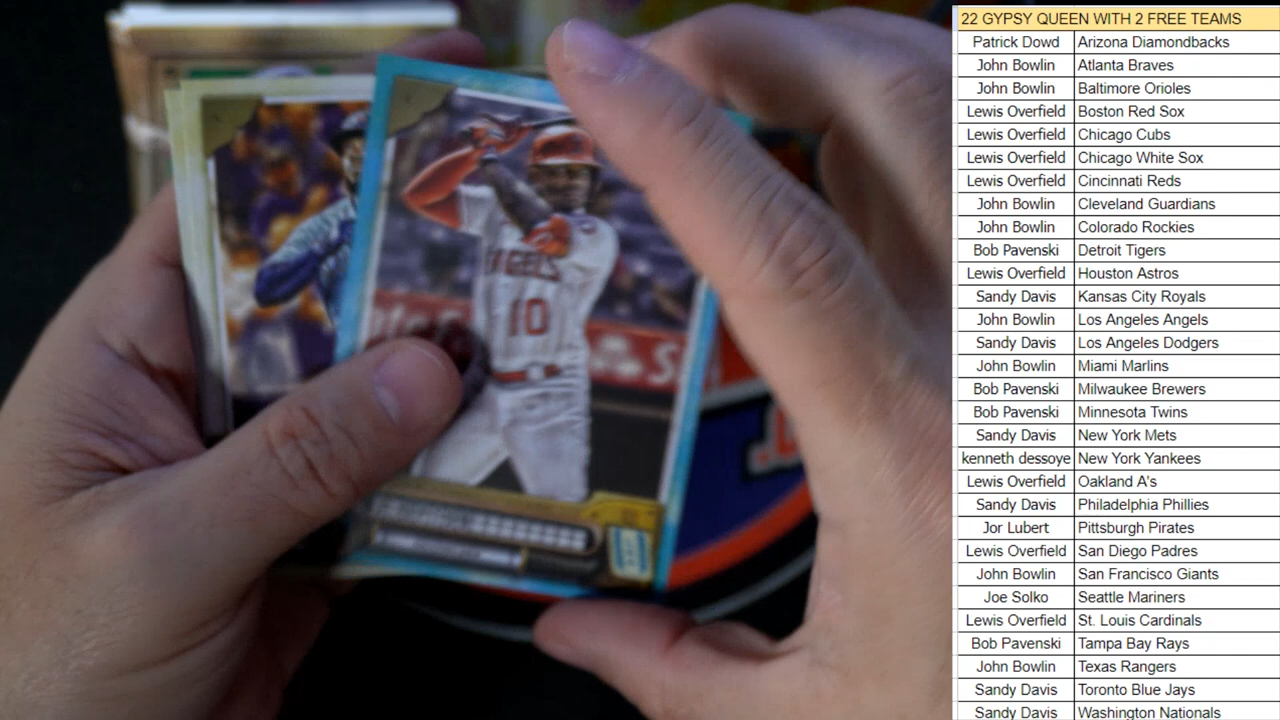 ANGELS
10
22 GYPSY QUEEN WITH 2 FREE TEAMS
Patrick Dowd Arizona Diamondbacks
John Bowlin Atlanta Braves
John Bowlin Baltimore Orioles
Lewis Overfield Boston Red Sox
Lewis Overfield Chicago Cubs
Lewis Overfield Chicago White Sox
Lewis Overfield Cincinnati Reds
John Bowlin Cleveland Guardians
John Bowlin Colorado Rockies
Bob Pavenski Detroit Tigers
Lewis Overfield Houston Astros
Sandy Davis Kansas City Royals
John Bowlin Los Angeles Angels
Sandy Davis Los Angeles Dodgers
John Bowlin Miami Marlins
Bob Pavenski Milwaukee Brewers
Bob Pavenski Minnesota Twins
Sandy Davis New York Mets
kenneth dessoye New York Yankees
Lewis Overfield Oakland A's
Sandy Davis Philadelphia Phillies
Jor Lubert Pittsburgh Pirates
Lewis Overfield San Diego Padres
John Bowlin San Francisco Giants
Joe Solko Seattle Mariners
Lewis Overfield St. Louis Cardinals
Bob Pavenski Tampa Bay Rays
John Bowlin Texas Rangers
Sandy Davis Toronto Blue Jays
Sandy Davis Washington Nationals